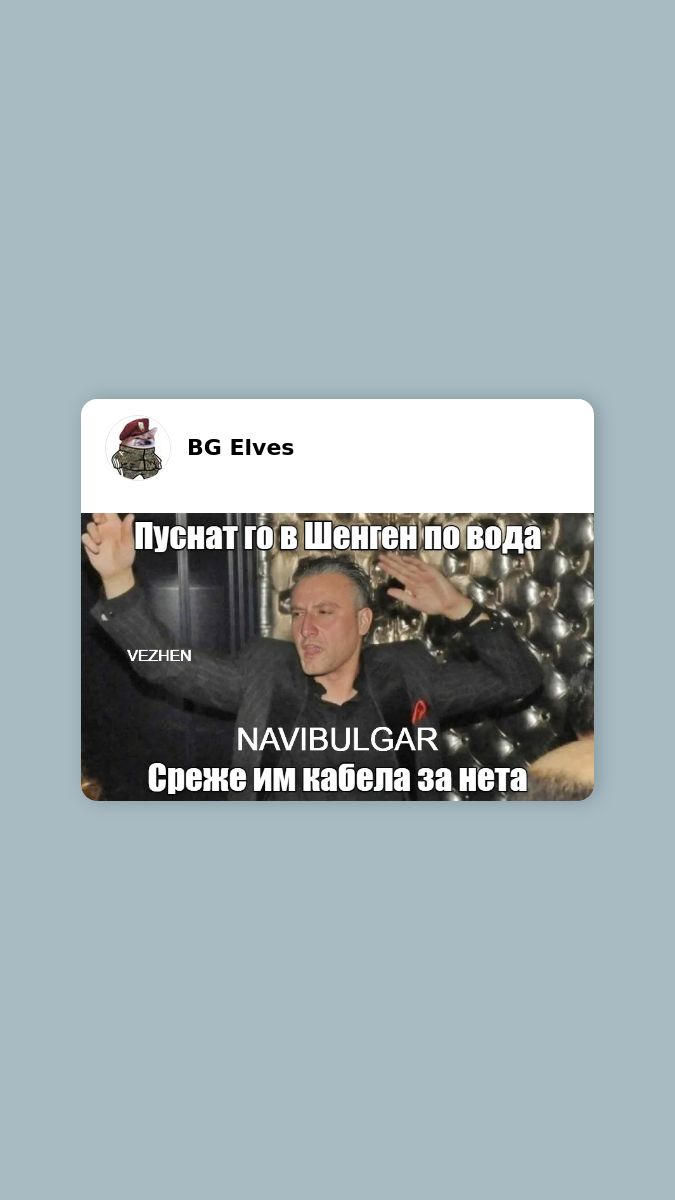 BG Elves
Пуснат го в Шенген по вода
VEZHEN
NAVIBULGAR
Среже им кабела за нета